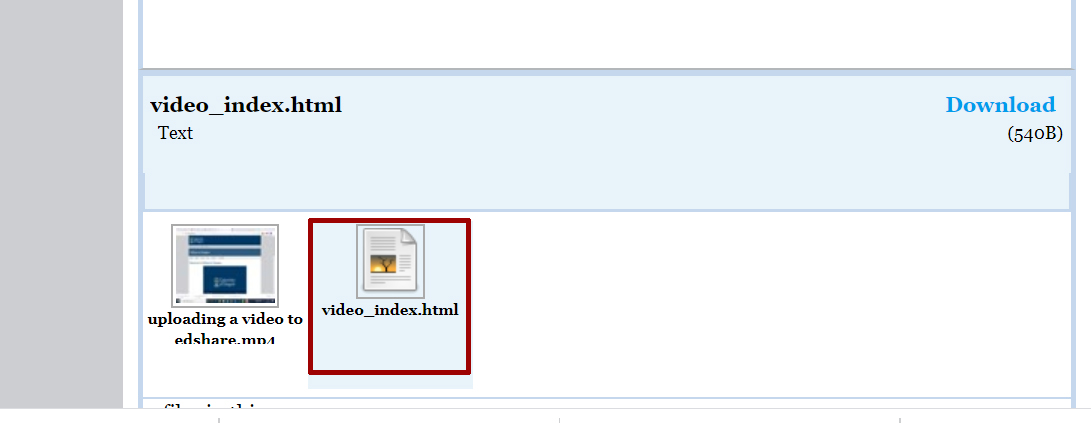 video_index.html
Download
Text
(540B)
uploading a video to
edshare.mp4
video_index.html